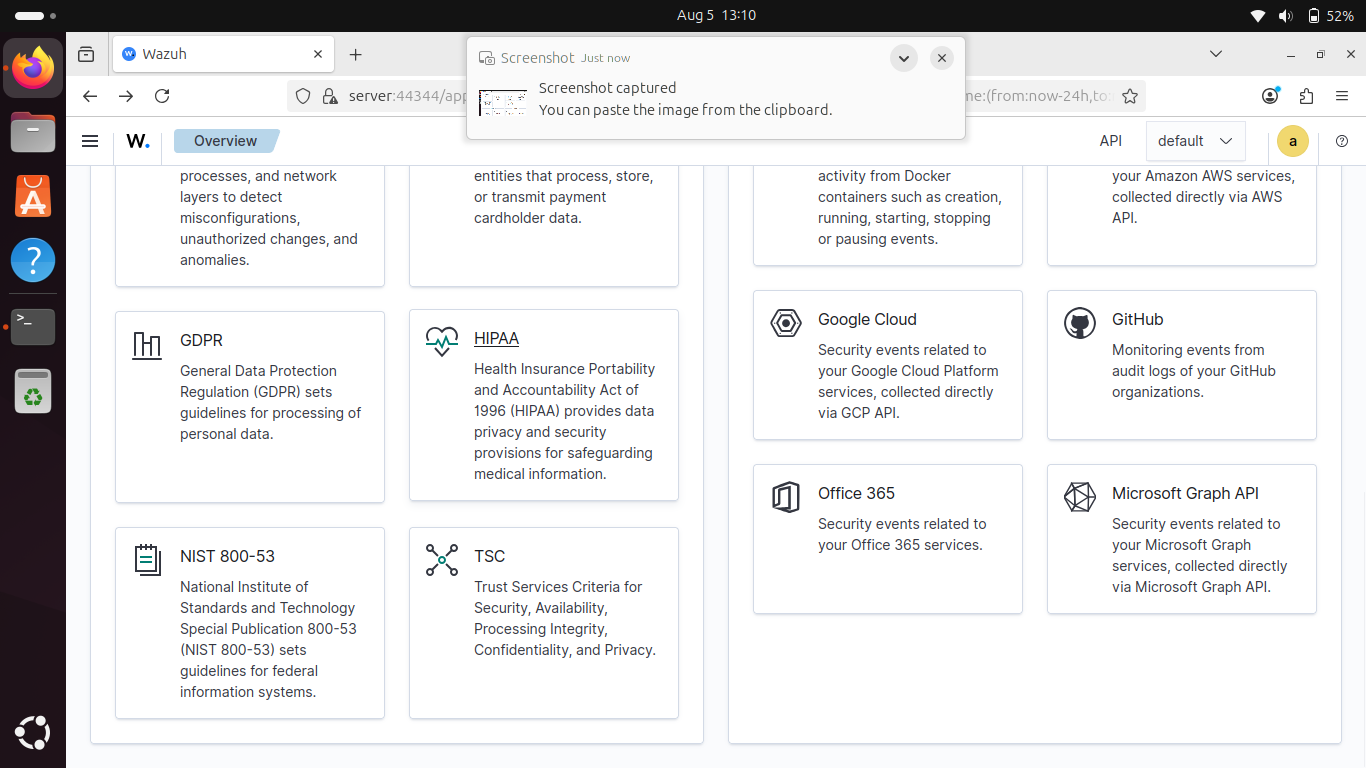 Aug 5 13:10
52%
Wazuh
Screenshot Just now
Screenshot captured
You can paste the image from the clipboard.
server:44344/app
me:(from:now-24h,to:
W.
Overview
API
default
a
processes, and network
layers to detect
misconfigurations,
unauthorized changes, and
anomalies.
entities that process, store,
or transmit payment
cardholder data.
activity from Docker
containers such as creation,
running, starting, stopping
or pausing events.
your Amazon AWS services,
collected directly via AWS
API.
GDPR
General Data Protection
Regulation (GDPR) sets
guidelines for processing of
personal data.
HIPAA
Health Insurance Portability
and Accountability Act of
1996 (HIPAA) provides data
privacy and security
provisions for safeguarding
medical information.
Google Cloud
Security events related to
your Google Cloud Platform
services, collected directly
via GCP API.
GitHub
Monitoring events from
audit logs of your GitHub
organizations.
NIST 800-53
National Institute of
Standards and Technology
Special Publication 800-53
(NIST 800-53) sets
guidelines for federal
information systems.
TSC
Trust Services Criteria for
Security, Availability,
Processing Integrity,
Confidentiality, and Privacy.
Office 365
Security events related to
your Office 365 services.
Microsoft Graph API
Security events related to
your Microsoft Graph
services, collected directly
via Microsoft Graph API.